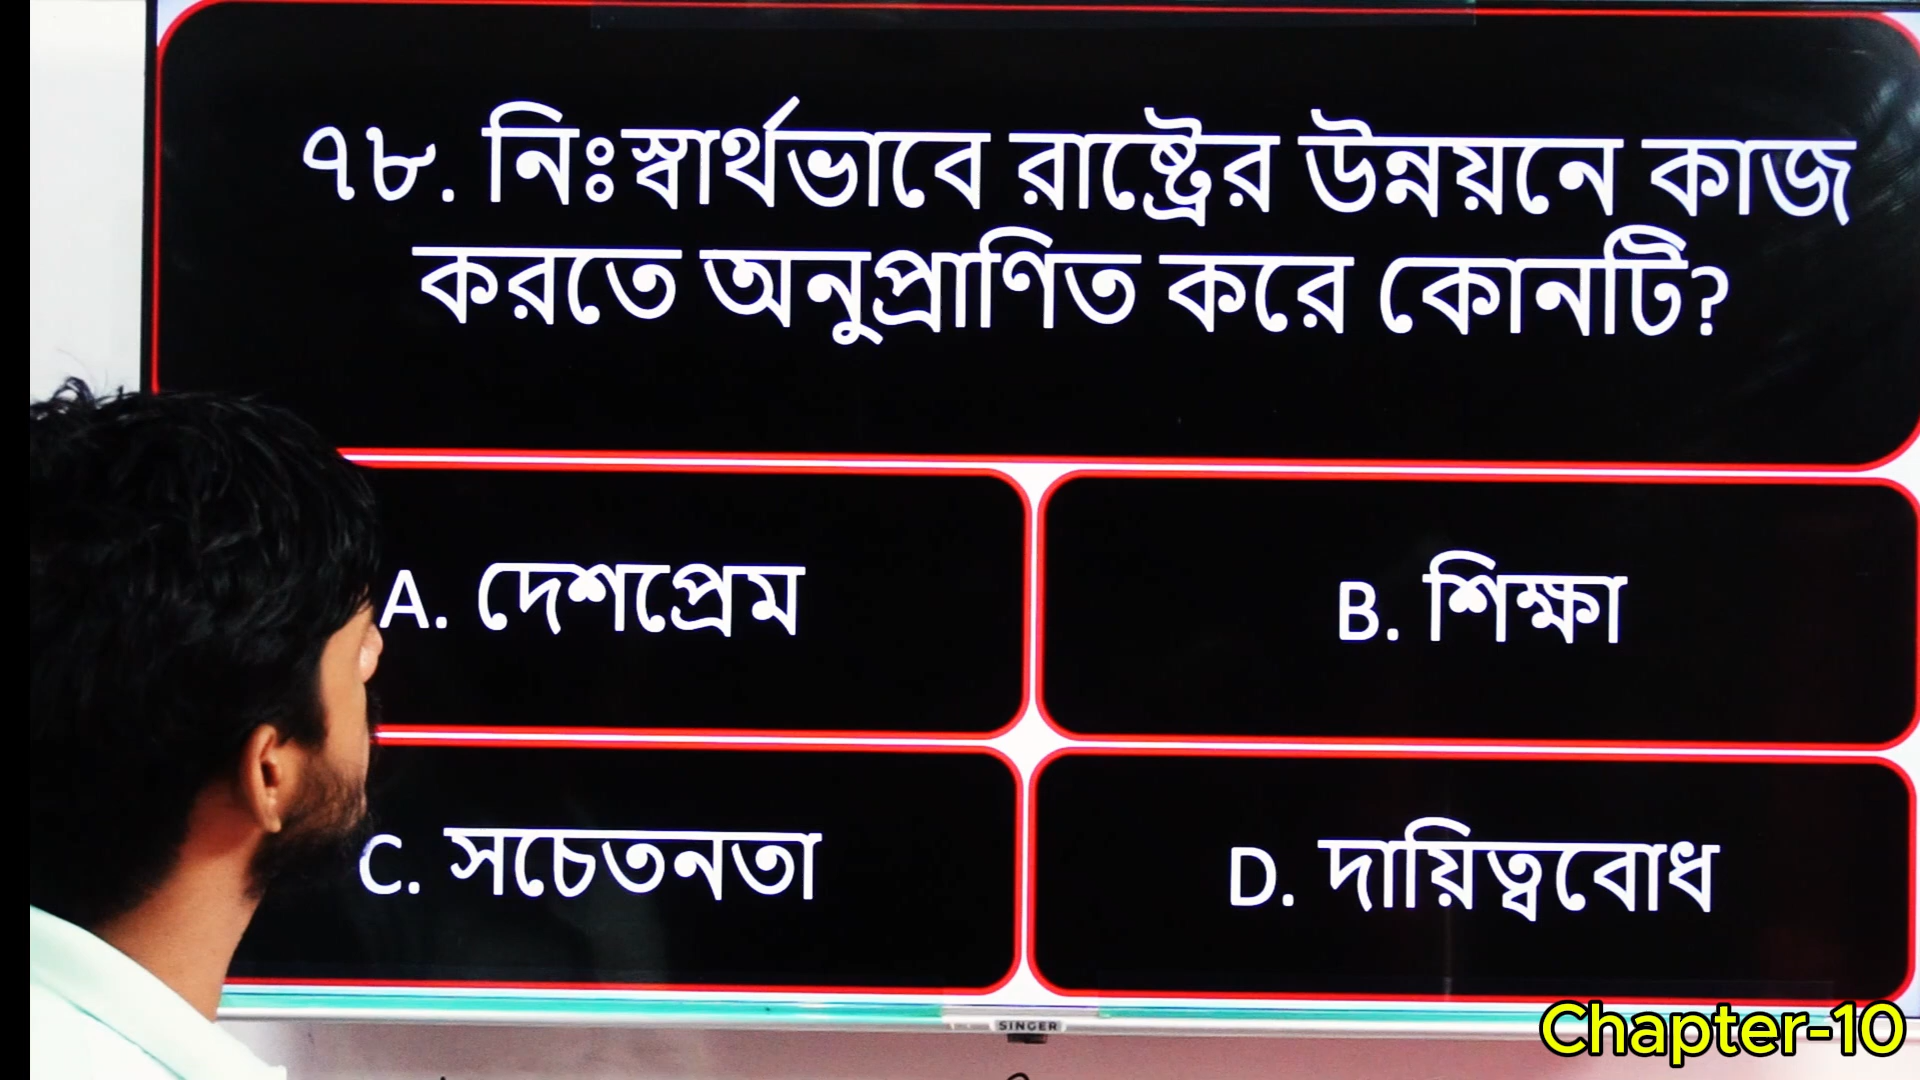 ৭৮. নিঃস্বার্থভাবে রাষ্ট্রের উন্নয়নে কাজ
করতে অনুপ্রাণিত করে কোনটি?
A. দেশপ্রেম
B. শিক্ষা
C. সচেতনতা
D. দায়িত্ববোধ
SINGER
Chapter-10